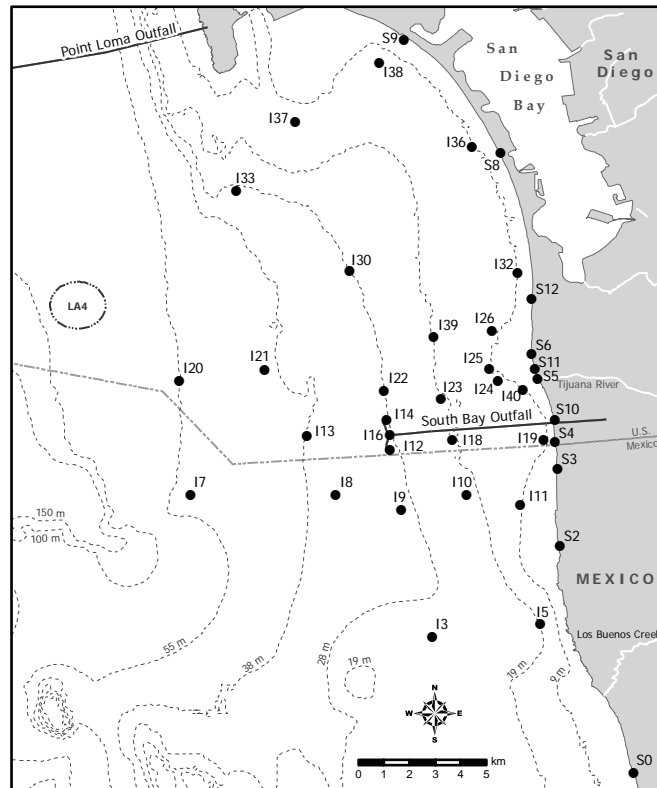 Point Loma Outfall
S9
I38
San
Diego
Bay
San
Diego
I37
I36
S8
I33
I30
I32
S12
LA4
I26
I39
S6
I25
S11
I21
I20
I24
S5
Tijuana River
I40
I22
I23
I14
South Bay Outfall
S10
I13
I16
I18
I19
S4
U.S.
Mexico
I12
S3
I7
I8
I9
I10
I11
150 m
100 m
S2
MEXICO
I5
Los Buenos Creek
I3
55 m
38 m
28 m
19 m
19 m
9 m
N
W
E
S
km
0 1 2 3 4 5
S0